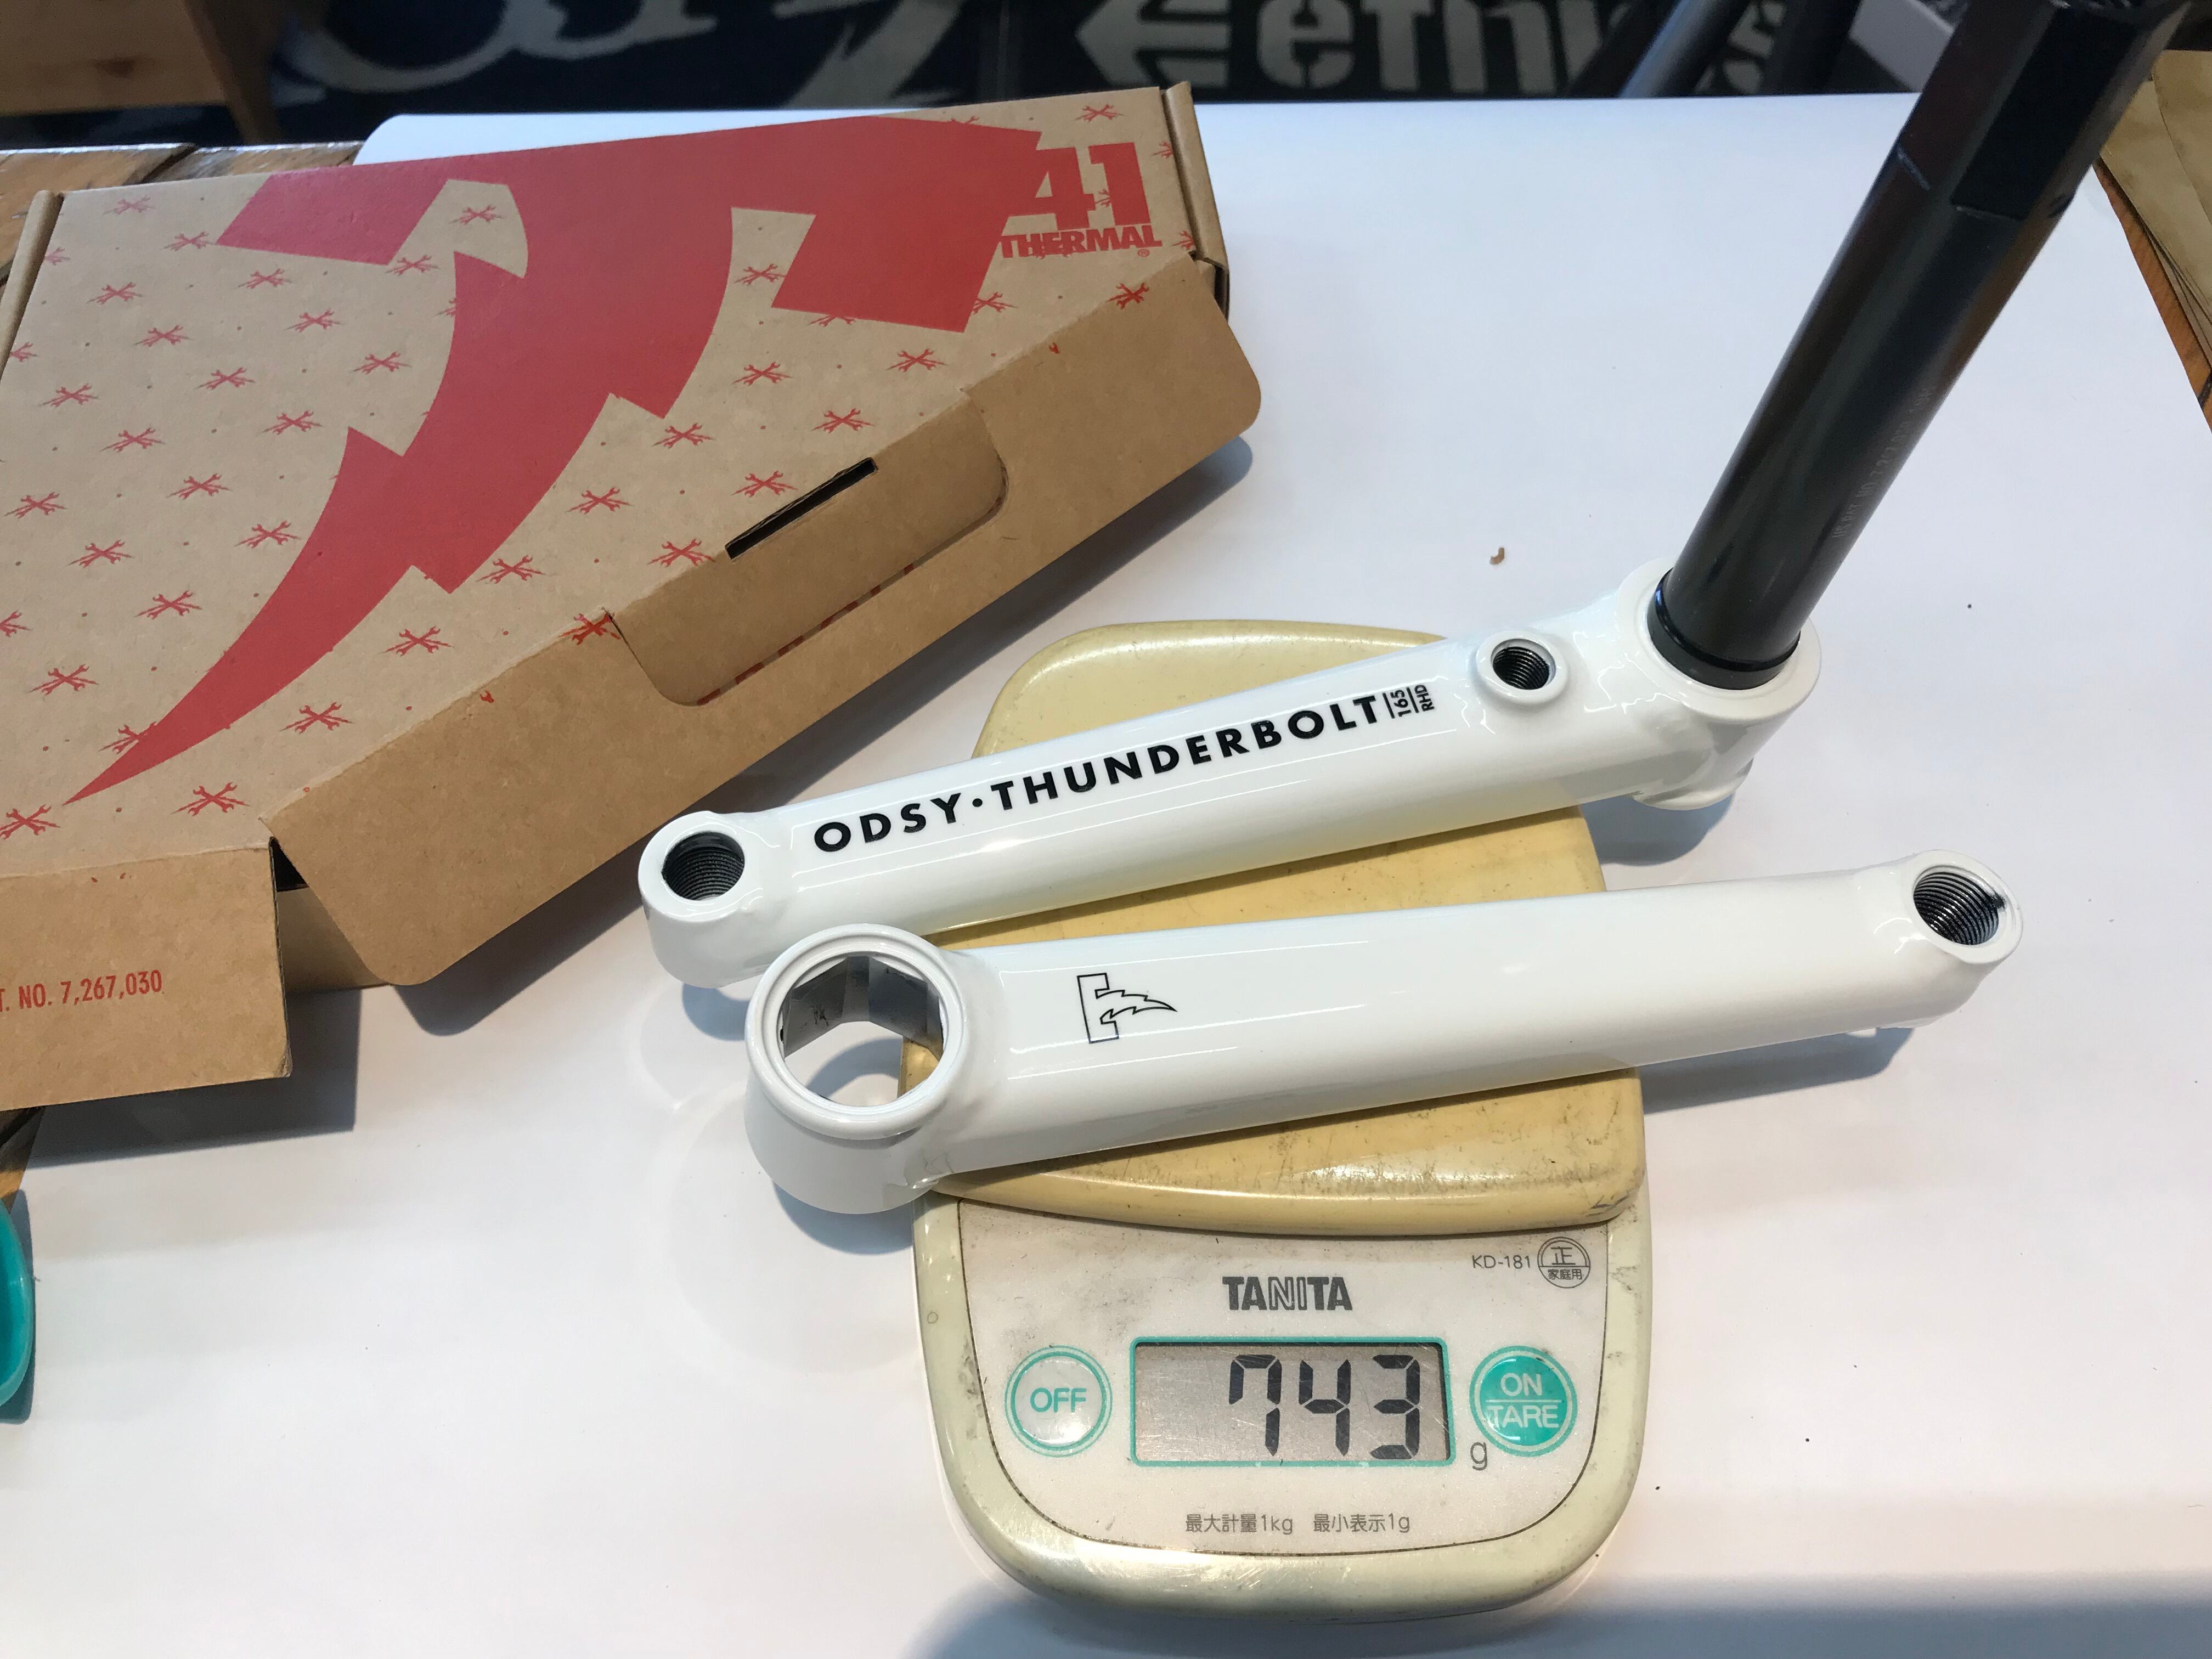 etnies
41
THERMAL®
ODSY·THUNDERBOLT
165
RHD
T. NO. 7,267,030
KD-181
正
家庭用
TANITA
OFF
743
g
ON
TARE
最大計量1kg 最小表示1g